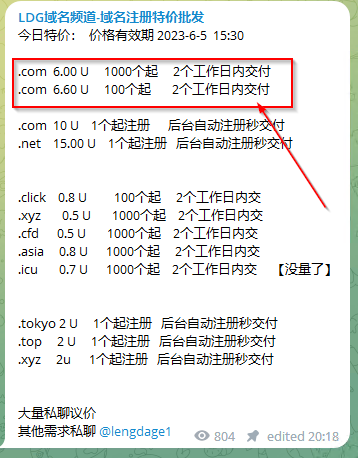 LDG域名频道-域名注册特价批发
今日特价： 价格有效期 2023-6-5 15:30
.com 6.00 U 1000个起 2个工作日内交付
.com 6.60 U 100个起 2个工作日内交付
.com 10 U 1个起注册 后台自动注册秒交付
.net 15.00 U 1个起注册 后台自动注册秒交付
.click 0.8 U 100个起 2个工作日内交
.xyz 0.5 U 1000个起 2个工作日内交
.cfd 0.5 U 1000个起 2个工作日内交
.asia 0.8 U 1000个起 2个工作日内交
.icu 0.7 U 1000个起 2个工作日内交 【没量了】
.tokyo 2 U 1个起注册 后台自动注册秒交付
.top 2 U 1个起注册 后台自动注册秒交付
.xyz 2u 1个起注册 后台自动注册秒交付
大量私聊议价
其他需求私聊 @lengdage1
804 edited 20:18